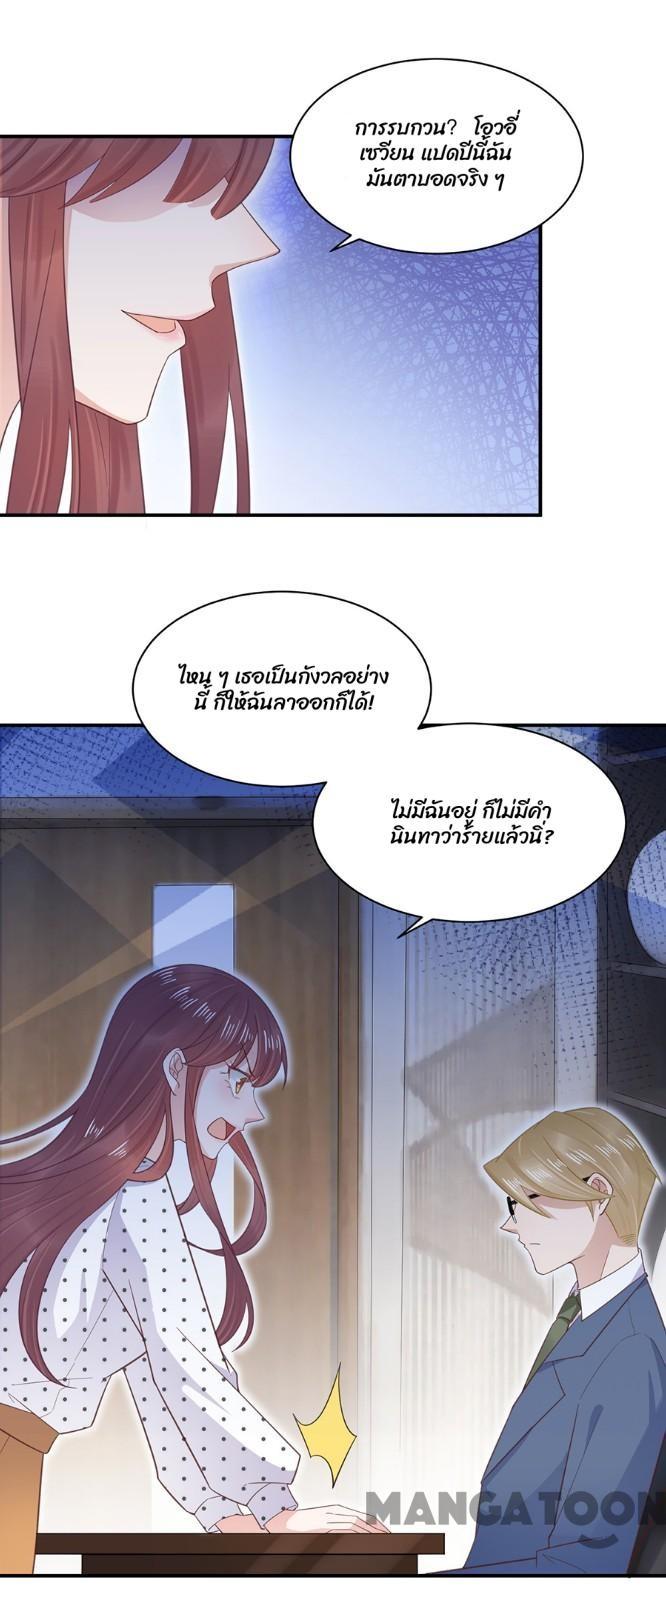 การรบกวน? โอวอี้
เซวียน แปดปีนี้ฉัน
มันตาบอดจริง ๆ
ไหน ๆ เธอเป็นกังวลอย่าง
นี้ ก็ให้ฉันลาออกก็ได้!
ไม่มีฉันอยู่ ก็ไม่มีคำ
นินทาว่าร้ายแล้วนิ่?
MANGATOON